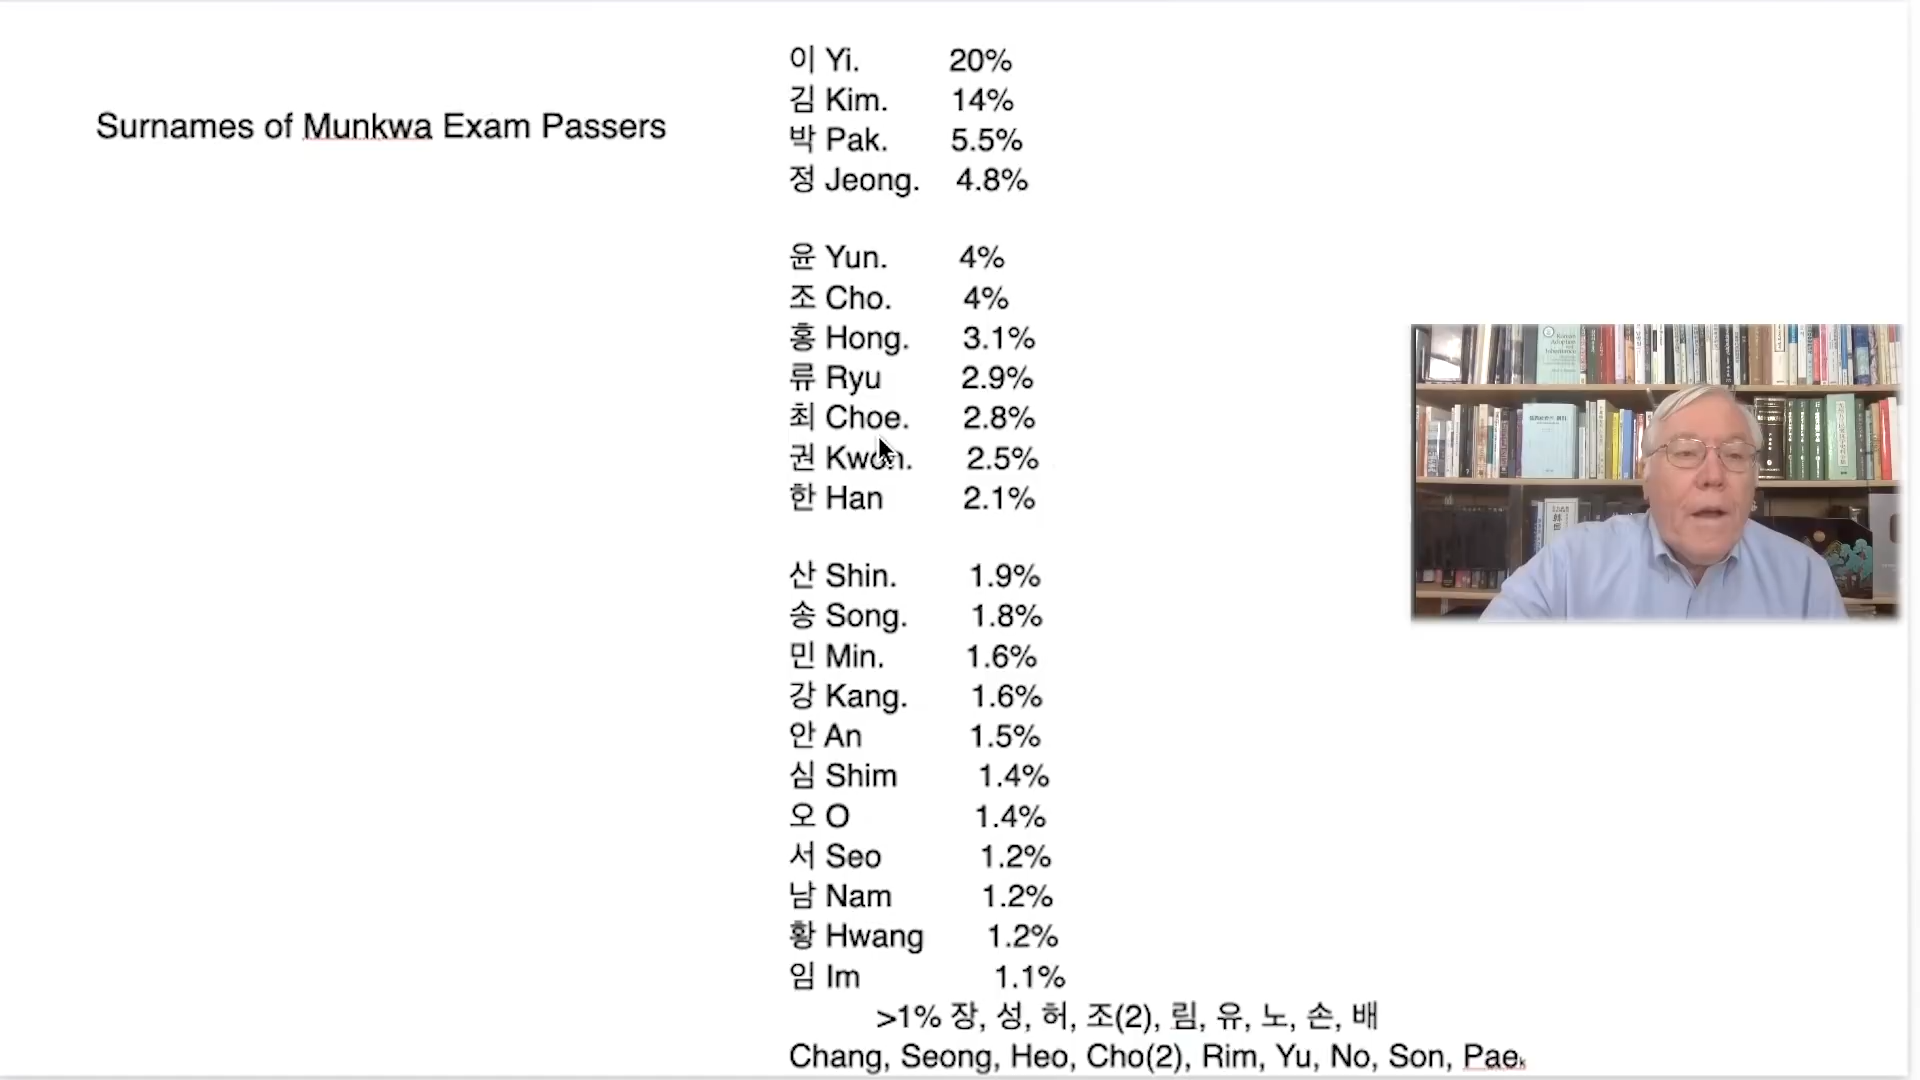 Surnames of Munkwa Exam Passers
이 Yi. 20%
김 Kim. 14%
박 Pak. 5.5%
정 Jeong. 4.8%
윤 Yun. 4%
조 Cho. 4%
홍 Hong. 3.1%
류 Ryu 2.9%
최 Choe. 2.8%
권 Kwon. 2.5%
한 Han 2.1%
산 Shin. 1.9%
송 Song. 1.8%
민 Min. 1.6%
강 Kang. 1.6%
안 An 1.5%
심 Shim 1.4%
오 O 1.4%
서 Seo 1.2%
남 Nam 1.2%
황 Hwang 1.2%
임 Im 1.1%
>1% 장, 성, 허, 조(2), 림, 유, 노, 손, 배
Chang, Seong, Heo, Cho(2), Rim, Yu, No, Son, Pae
Korean
Adoption
and
Inheritance